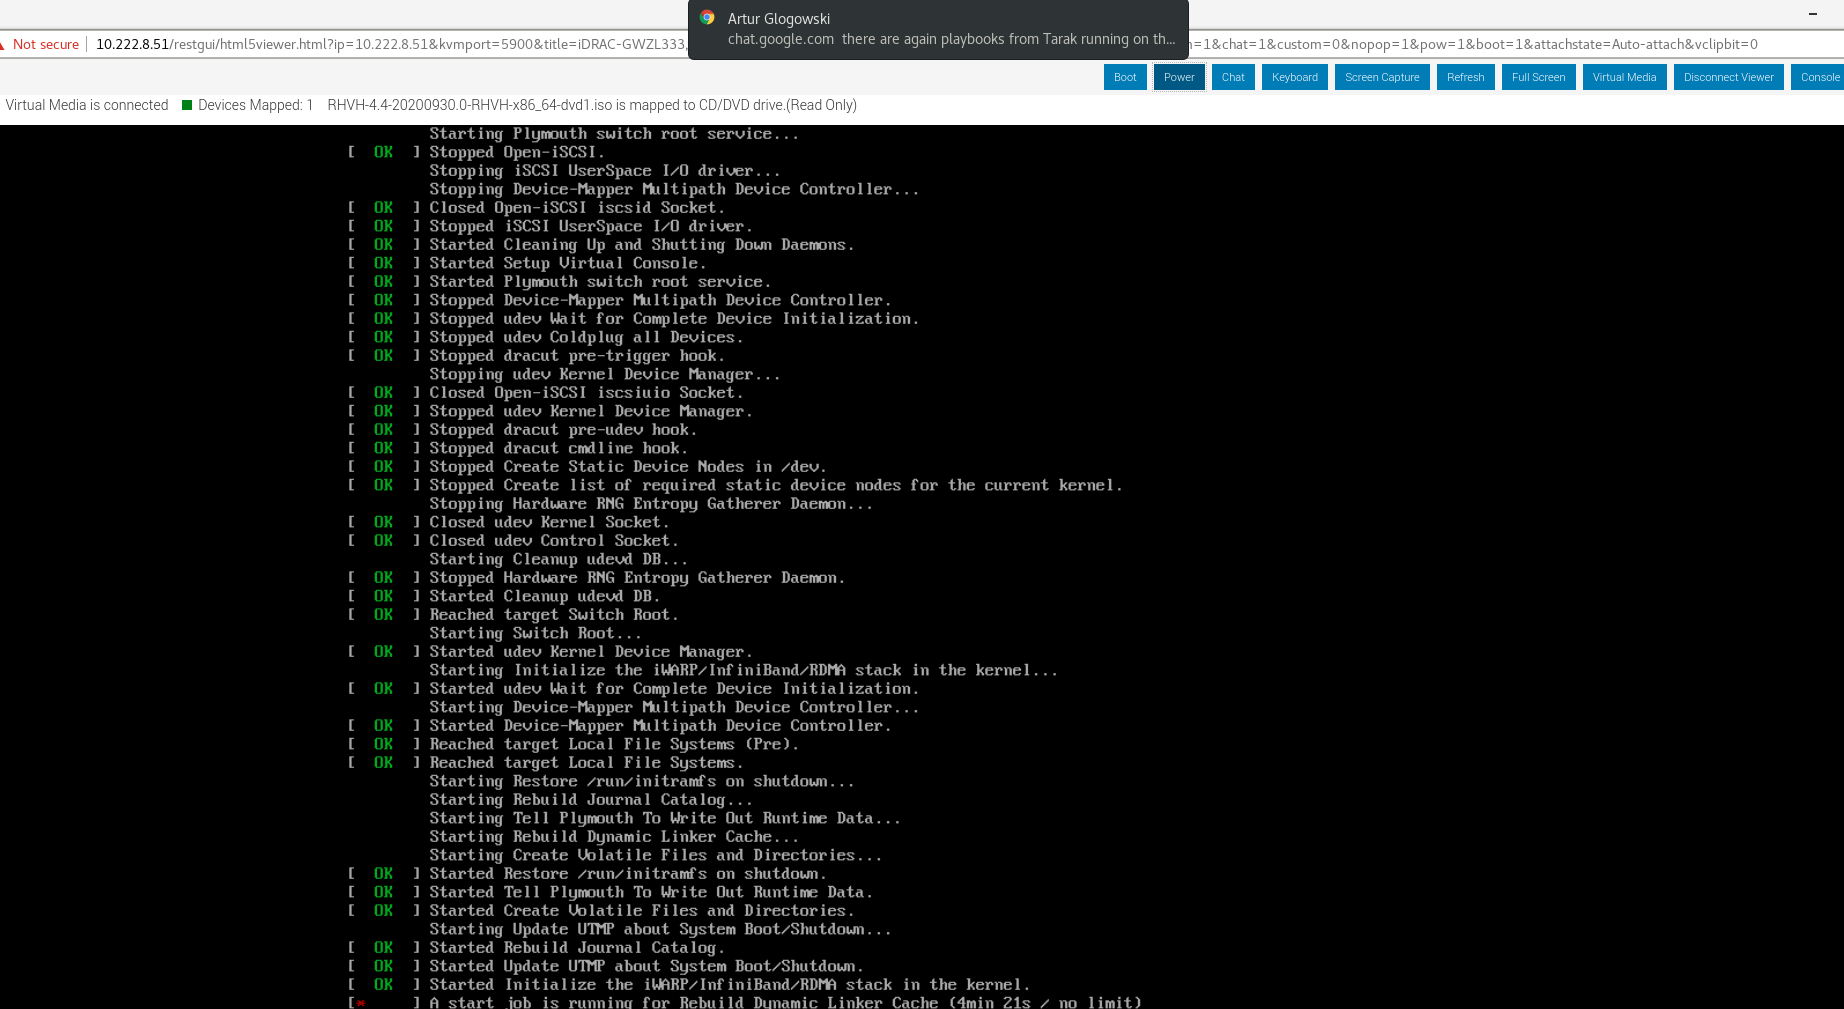 Artur Glogowski
chat.google.com there are again playbooks from Tarak running on th...
Not secure 10.222.8.51/restgui/html5viewer.html?ip=10.222.8.51&kvmport=5900&title=iDRAC-GWZL333, =1&chat=1&custom=0&nopop=1&pow=1&boot=1&attachstate=Auto-attach&vclipbit=0
Boot Power Chat Keyboard Screen Capture Refresh Full Screen Virtual Media Disconnect Viewer Console
Virtual Media is connected Devices Mapped: 1 RHVH-4.4-20200930.0-RHVH-x86_64-dvd1.iso is mapped to CD/DVD drive.(Read Only)
Starting Plymouth switch root service...
[ OK ] Stopped Open-iSCSI.
Stopping iSCSI UserSpace I/O driver...
Stopping Device-Mapper Multipath Device Controller...
[ OK ] Closed Open-iSCSI iscsid Socket.
[ OK ] Stopped iSCSI UserSpace I/O driver.
[ OK ] Started Cleaning Up and Shutting Down Daemons.
[ OK ] Started Setup Virtual Console.
[ OK ] Started Plymouth switch root service.
[ OK ] Stopped Device-Mapper Multipath Device Controller.
[ OK ] Stopped udev Wait for Complete Device Initialization.
[ OK ] Stopped udev Coldplug all Devices.
[ OK ] Stopped dracut pre-trigger hook.
Stopping udev Kernel Device Manager...
[ OK ] Closed Open-iSCSI iscsiuio Socket.
[ OK ] Stopped udev Kernel Device Manager.
[ OK ] Stopped dracut pre-udev hook.
[ OK ] Stopped dracut cmdline hook.
[ OK ] Stopped Create Static Device Nodes in /dev.
[ OK ] Stopped Create list of required static device nodes for the current kernel.
Stopping Hardware RNG Entropy Gatherer Daemon...
[ OK ] Closed udev Kernel Socket.
[ OK ] Closed udev Control Socket.
Starting Cleanup udevd DB...
[ OK ] Stopped Hardware RNG Entropy Gatherer Daemon.
[ OK ] Started Cleanup udevd DB.
[ OK ] Reached target Switch Root.
Starting Switch Root...
[ OK ] Started udev Kernel Device Manager.
Starting Initialize the iWARP/InfiniBand/RDMA stack in the kernel...
[ OK ] Started udev Wait for Complete Device Initialization.
Starting Device-Mapper Multipath Device Controller...
[ OK ] Started Device-Mapper Multipath Device Controller.
[ OK ] Reached target Local File Systems (Pre).
[ OK ] Reached target Local File Systems.
Starting Restore /run/initramfs on shutdown...
Starting Rebuild Journal Catalog...
Starting Tell Plymouth To Write Out Runtime Data...
Starting Rebuild Dynamic Linker Cache...
Starting Create Volatile Files and Directories...
[ OK ] Started Restore /run/initramfs on shutdown.
[ OK ] Started Tell Plymouth To Write Out Runtime Data.
[ OK ] Started Create Volatile Files and Directories.
Starting Update UTMP about System Boot/Shutdown...
[ OK ] Started Rebuild Journal Catalog.
[ OK ] Started Update UTMP about System Boot/Shutdown.
[ OK ] Started Initialize the iWARP/InfiniBand/RDMA stack in the kernel.
[* ] A start job is running for Rebuild Dynamic Linker Cache (4min 21s / no limit)